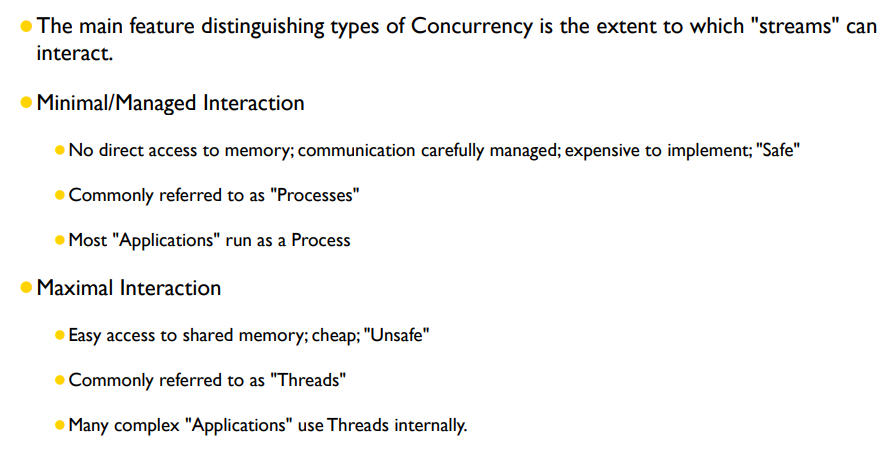 The main feature distinguishing types of Concurrency is the extent to which "streams" can
interact.
Minimal/Managed Interaction
No direct access to memory; communication carefully managed; expensive to implement; "Safe"
Commonly referred to as "Processes"
Most "Applications" run as a Process
Maximal Interaction
Easy access to shared memory; cheap; "Unsafe"
Commonly referred to as "Threads"
Many complex "Applications" use Threads internally.